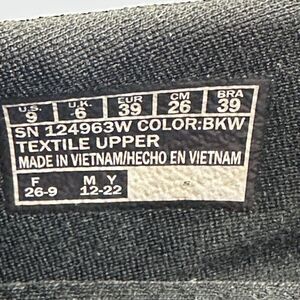 U.S. U.K. EUR CM BRA
9 6 39 26 39
SN 124963W COLOR:BKW
TEXTILE UPPER
MADE IN VIETNAM/HECHO EN VIETNAM
F M Y
26-9 12-22